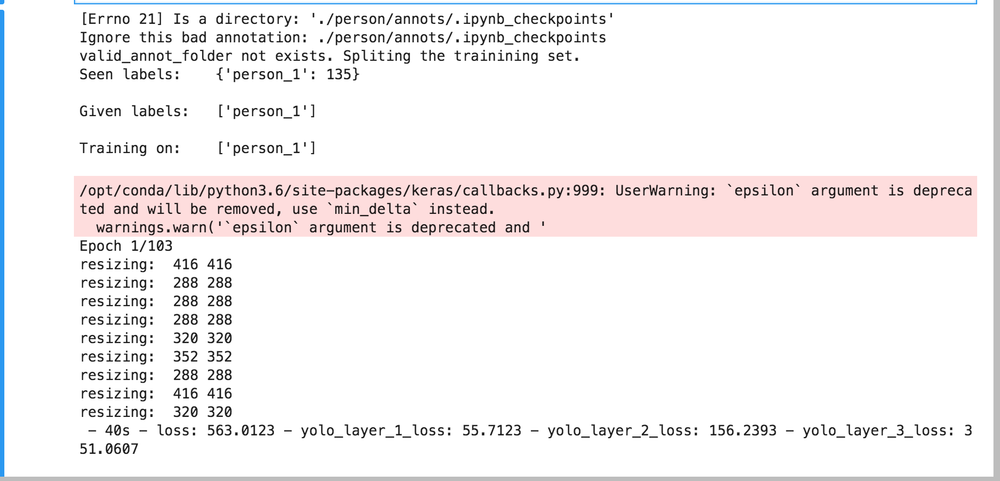 [Errno 21] Is a directory: './person/annots/.ipynb_checkpoints'
Ignore this bad annotation: ./person/annots/.ipynb_checkpoints
valid_annot_folder not exists. Spliting the trainining set.
Seen labels:    {'person_1': 135}
Given labels:   ['person_1']
Training on:    ['person_1']
/opt/conda/lib/python3.6/site-packages/keras/callbacks.py:999: UserWarning: `epsilon` argument is depreca
ted and will be removed, use `min_delta` instead.
  warnings.warn('`epsilon` argument is deprecated and '
Epoch 1/103
resizing:  416 416
resizing:  288 288
resizing:  288 288
resizing:  288 288
resizing:  320 320
resizing:  352 352
resizing:  288 288
resizing:  416 416
resizing:  320 320
 - 40s - loss: 563.0123 - yolo_layer_1_loss: 55.7123 - yolo_layer_2_loss: 156.2393 - yolo_layer_3_loss: 3
51.0607